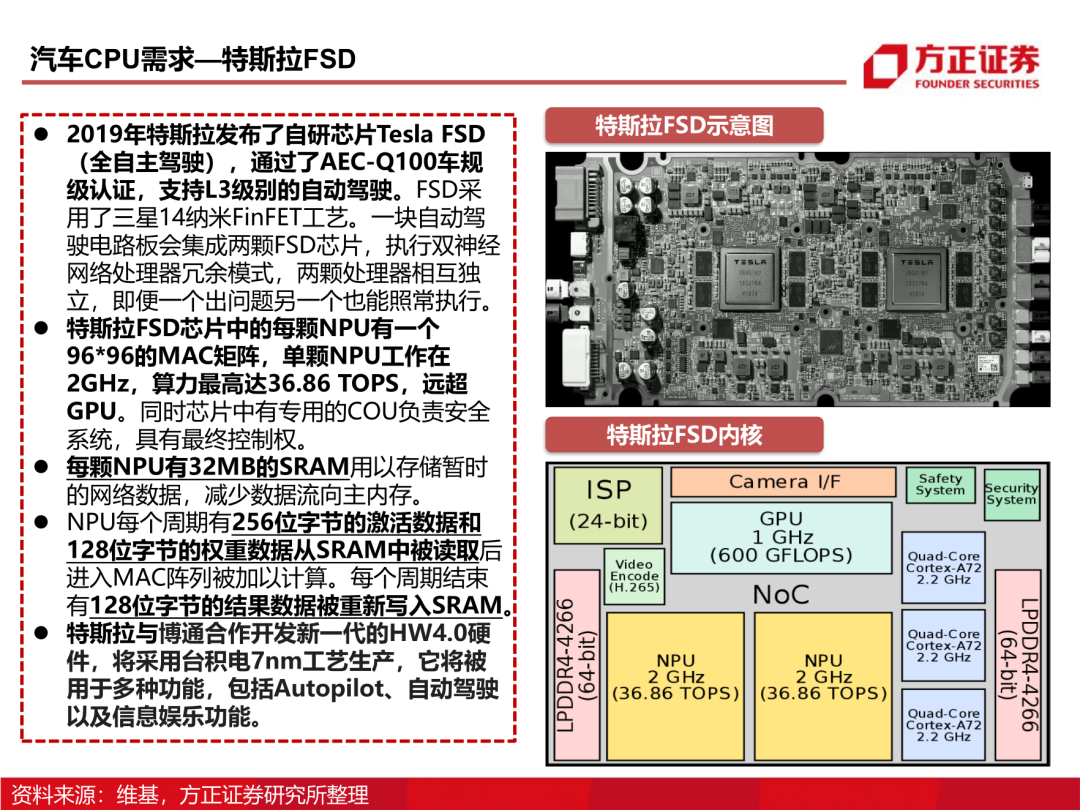 汽车CPU需求—特斯拉FSD
方正证券
FOUNDER SECURITIES
● 2019年特斯拉发布了自研芯片Tesla FSD
（全自主驾驶），通过了AEC-Q100车规
级认证，支持L3级别的自动驾驶。FSD采
用了三星14纳米FinFET工艺。一块自动驾
驶电路板会集成两颗FSD芯片，执行双神经
网络处理器冗余模式，两颗处理器相互独
立，即便一个出问题另一个也能照常执行。
● 特斯拉FSD芯片中的每颗NPU有一个
96*96的MAC矩阵，单颗NPU工作在
2GHz，算力最高达36.86 TOPS，远超
GPU。同时芯片中有专用的COU负责安全
系统，具有最终控制权。
● 每颗NPU有32MB的SRAM用以存储暂时
的网络数据，减少数据流向主内存。
● NPU每个周期有256位字节的激活数据和
128位字节的权重数据从SRAM中被读取后
进入MAC阵列被加以计算。每个周期结束
有128位字节的结果数据被重新写入SRAM。
● 特斯拉与博通合作开发新一代的HW4.0硬
件，将采用台积电7nm工艺生产，它将被
用于多种功能，包括Autopilot、自动驾驶
以及信息娱乐功能。
特斯拉FSD示意图
TESLA
TESLA
特斯拉FSD内核
ISP
(24-bit)
Camera I/F
Safety
System
Security
System
GPU
1 GHz
(600 GFLOPS)
Video
Encode
(H.265)
NoC
Quad-Core
Cortex-A72
2.2 GHz
LPDDR4-4266
(64-bit)
NPU
2 GHz
(36.86 TOPS)
NPU
2 GHz
(36.86 TOPS)
Quad-Core
Cortex-A72
2.2 GHz
Quad-Core
Cortex-A72
2.2 GHz
LPDDR4-4266
(64-bit)
资料来源：维基，方正证券研究所整理